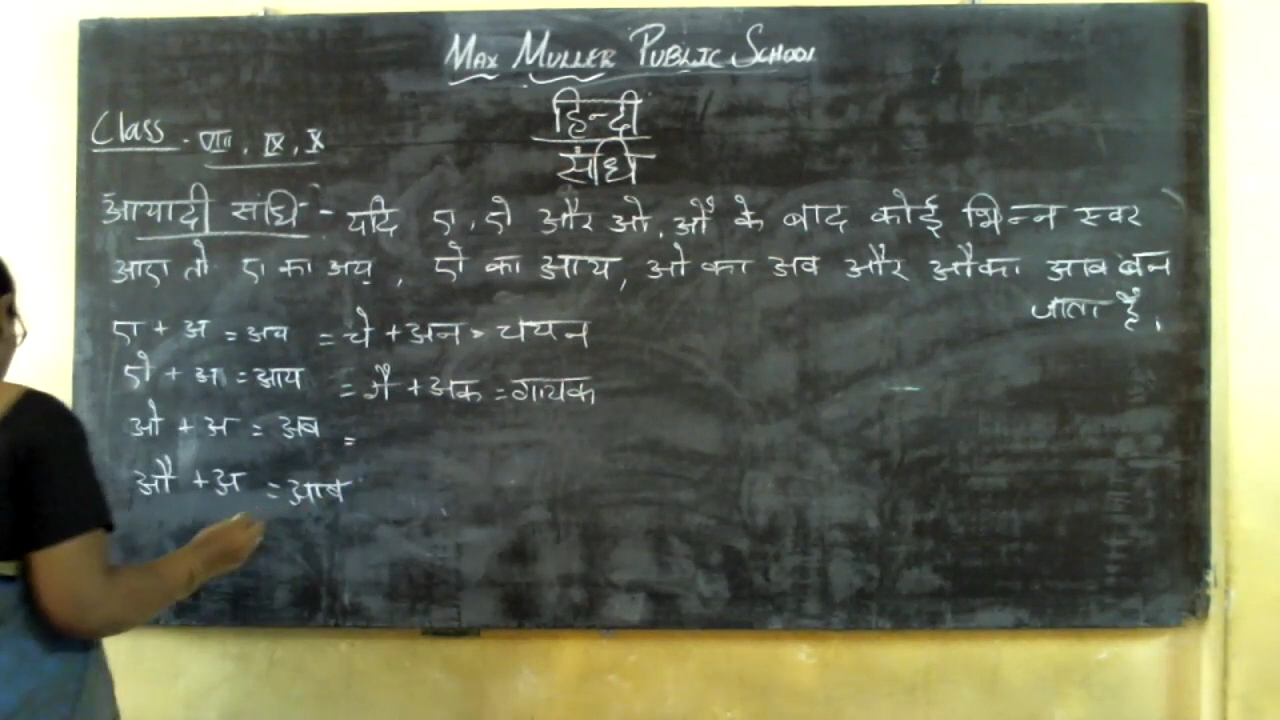 MAX MULLER PUBLIC SCHOOL
हिन्दी
Class - VIII, IX, X
संधि
अयादी संधि - यदि ए, ऐ और ओ, औ के बाद कोई भिन्न स्वर
आए तो ए का अय, ऐ का आय, ओ का अव और औ का आव बन
जाता है,
ए + अ = अय = चे + अन = चयन
ऐ + अ = आय = गै + अक = गायक
ओ + अ = अव =
औ + अ = आव